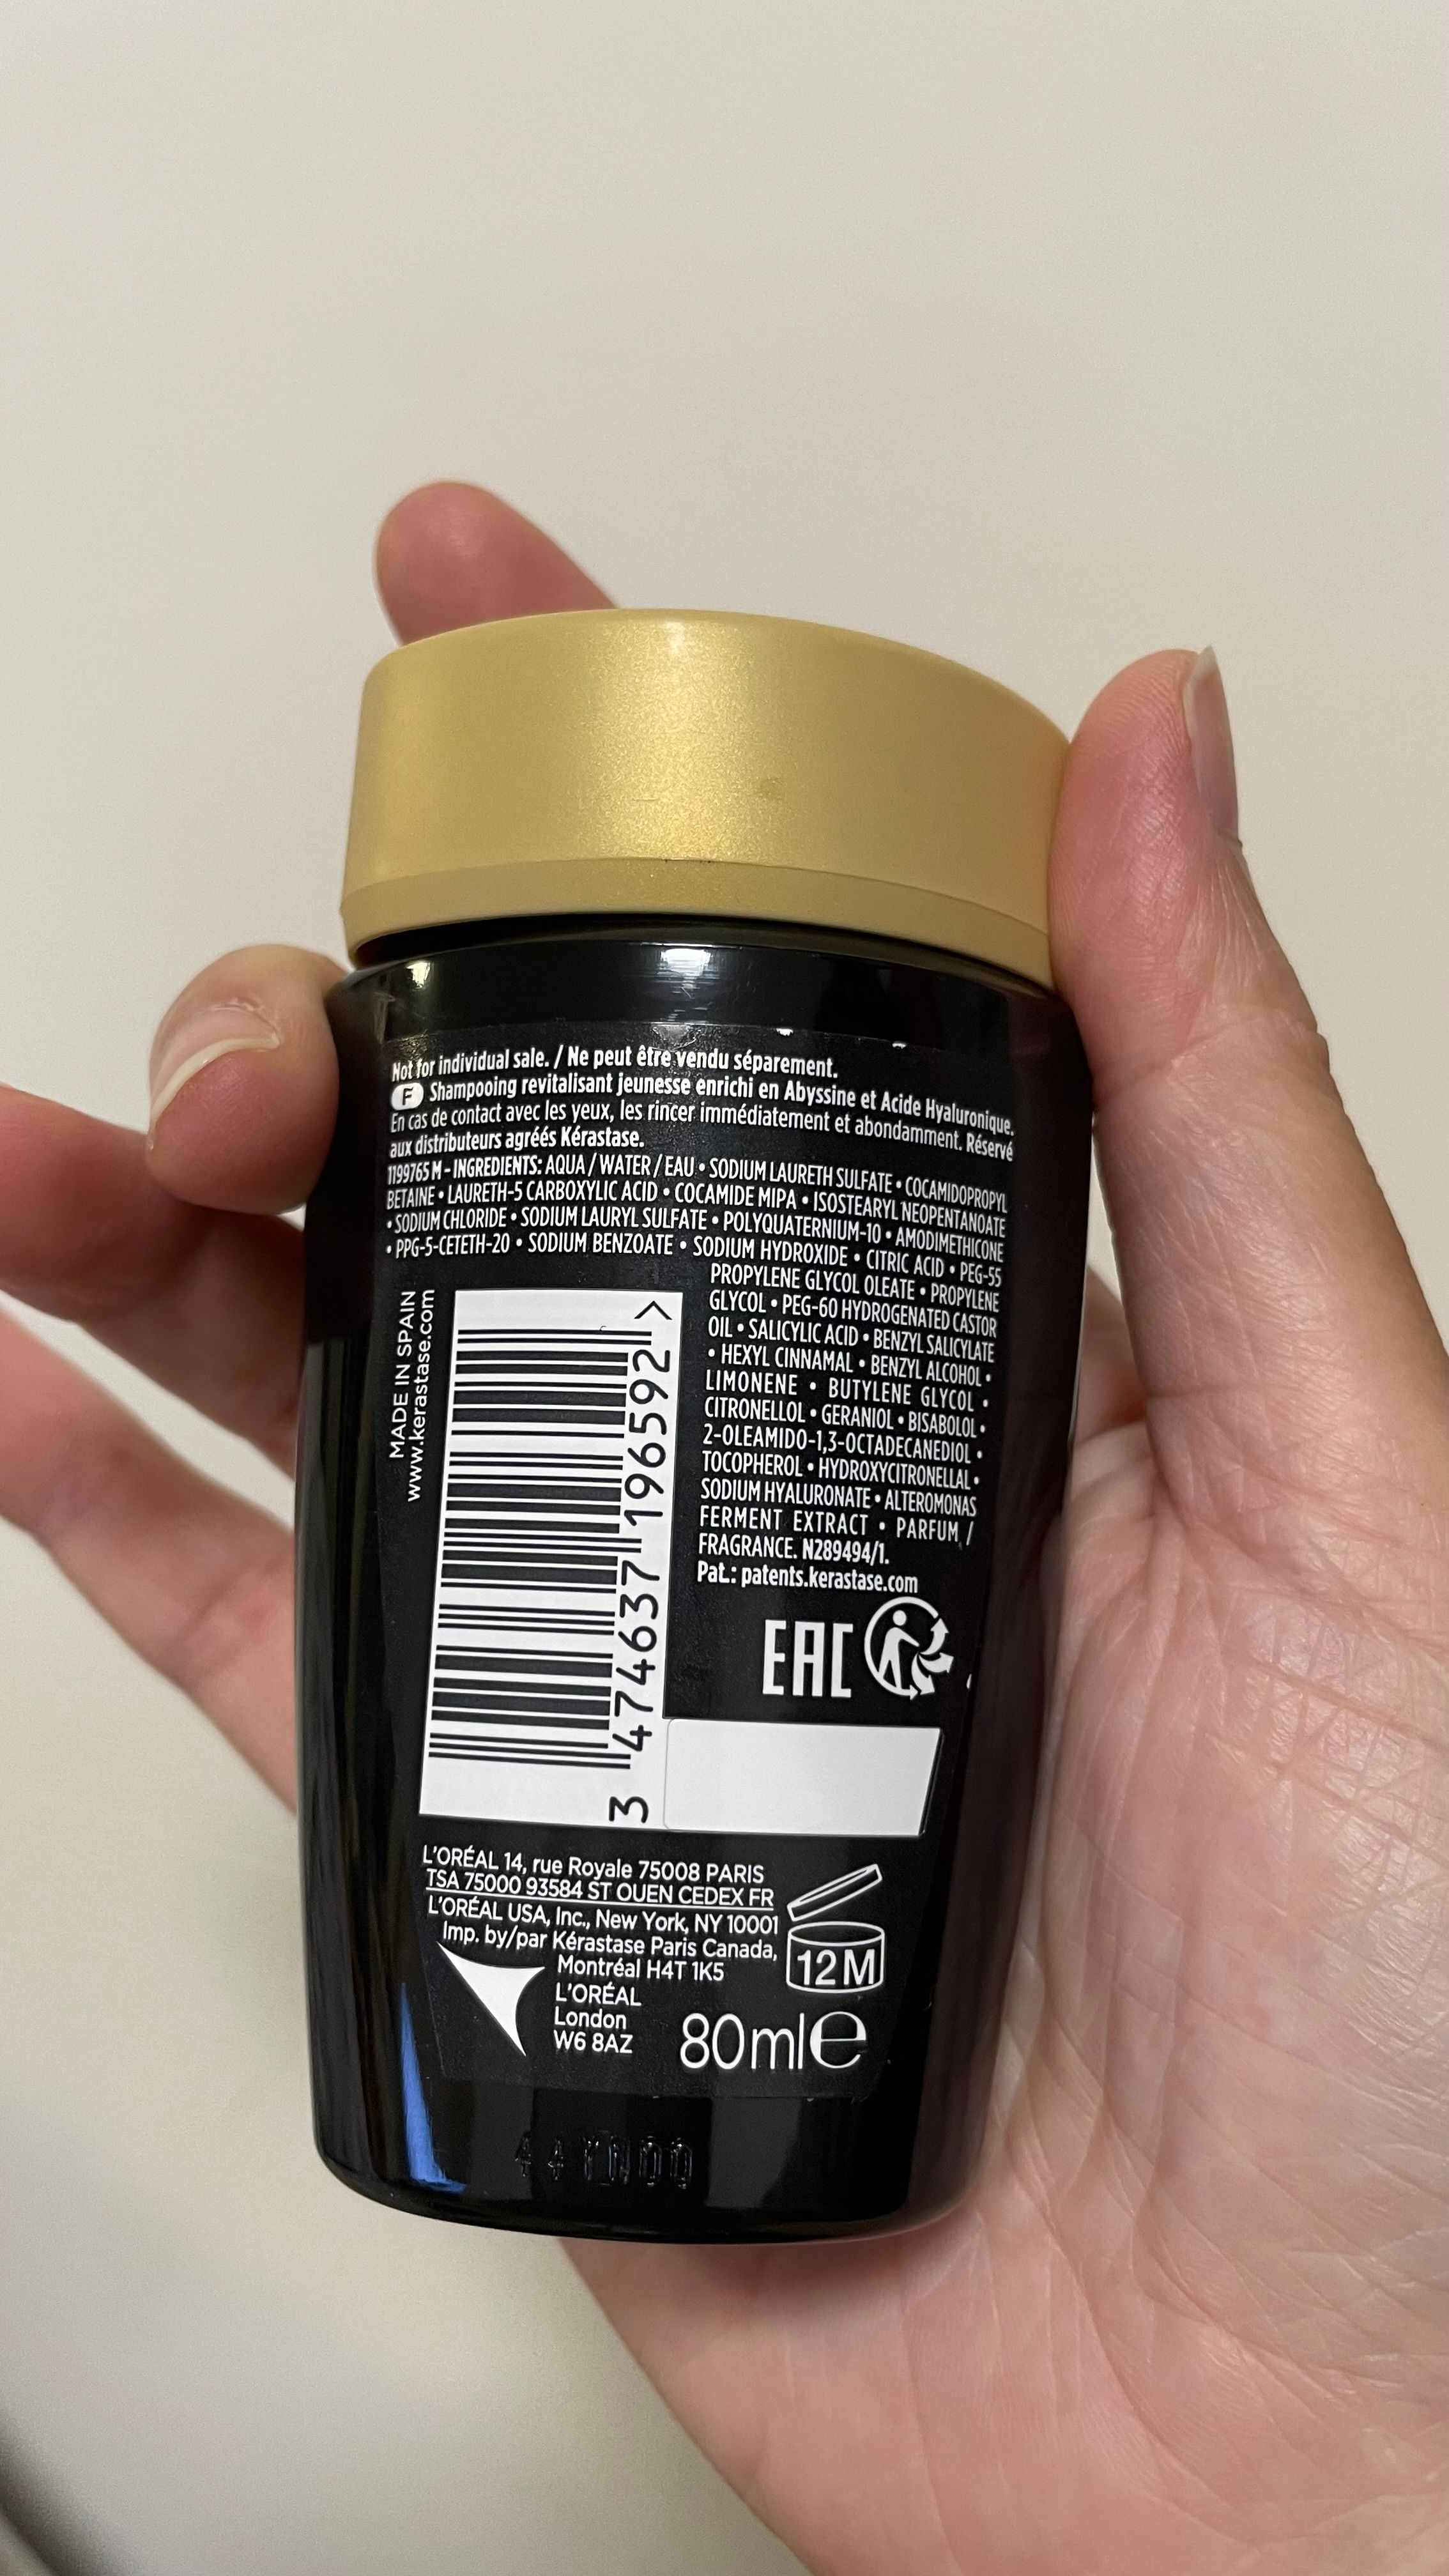 Not for individual sale. / Ne peut être vendu séparement.
F Shampooing revitalisant jeunesse enrichi en Abyssine et Acide Hyaluronique.
En cas de contact avec les yeux, les rincer immédiatement et abondamment. Réservé
aux distributeurs agréés Kérastase.
1199765 M - INGREDIENTS: AQUA / WATER / EAU • SODIUM LAURETH SULFATE • COCAMIDOPROPYL
BETAINE • LAURETH-5 CARBOXYLIC ACID • COCAMIDE MIPA • ISOSTEARYL NEOPENTANOATE
• SODIUM CHLORIDE • SODIUM LAURYL SULFATE • POLYQUATERNIUM-10 • AMODIMETHICONE
• PPG-5-CETETH-20 • SODIUM BENZOATE • SODIUM HYDROXIDE • CITRIC ACID • PEG-55
PROPYLENE GLYCOL OLEATE • PROPYLENE
GLYCOL • PEG-60 HYDROGENATED CASTOR
OIL • SALICYLIC ACID • BENZYL SALICYLATE
• HEXYL CINNAMAL • BENZYL ALCOHOL •
LIMONENE • BUTYLENE GLYCOL •
CITRONELLOL • GERANIOL • BISABOLOL •
2-OLEAMIDO-1,3-OCTADECANEDIOL •
TOCOPHEROL • HYDROXYCITRONELLAL •
SODIUM HYALURONATE • ALTEROMONAS
FERMENT EXTRACT • PARFUM /
FRAGRANCE. N289494/1.
Pat.: patents.kerastase.com
MADE IN SPAIN
www.kerastase.com
3 474637 196592 >
EAC
L'ORÉAL 14, rue Royale 75008 PARIS
TSA 75000 93584 ST OUEN CEDEX FR
L'ORÉAL USA, Inc., New York, NY 10001
Imp. by/par Kérastase Paris Canada,
Montréal H4T 1K5
L'ORÉAL
London
W6 8AZ
12M
80ml e